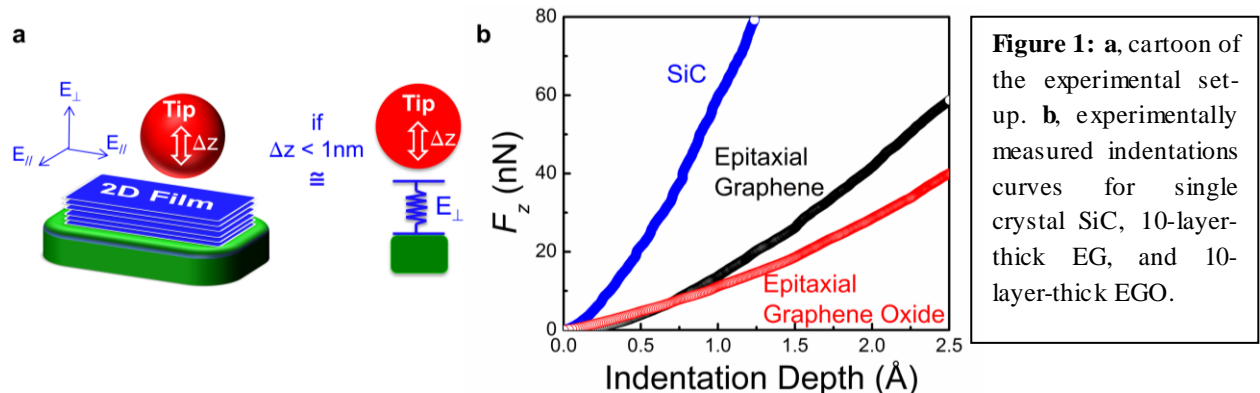 a
E⊥
E//
E//
Tip
Δz
2D Film
if
Δz < 1nm
≅
Tip
Δz
E⊥
b
80
60
40
20
0
F_z (nN)
SiC
Epitaxial
Graphene
Epitaxial
Graphene Oxide
0.0 0.5 1.0 1.5 2.0 2.5
Indentation Depth (Å)
Figure 1: a, cartoon of
the experimental set-
up. b, experimentally
measured indentations
curves for single
crystal SiC, 10-layer-
thick EG, and 10-
layer-thick EGO.